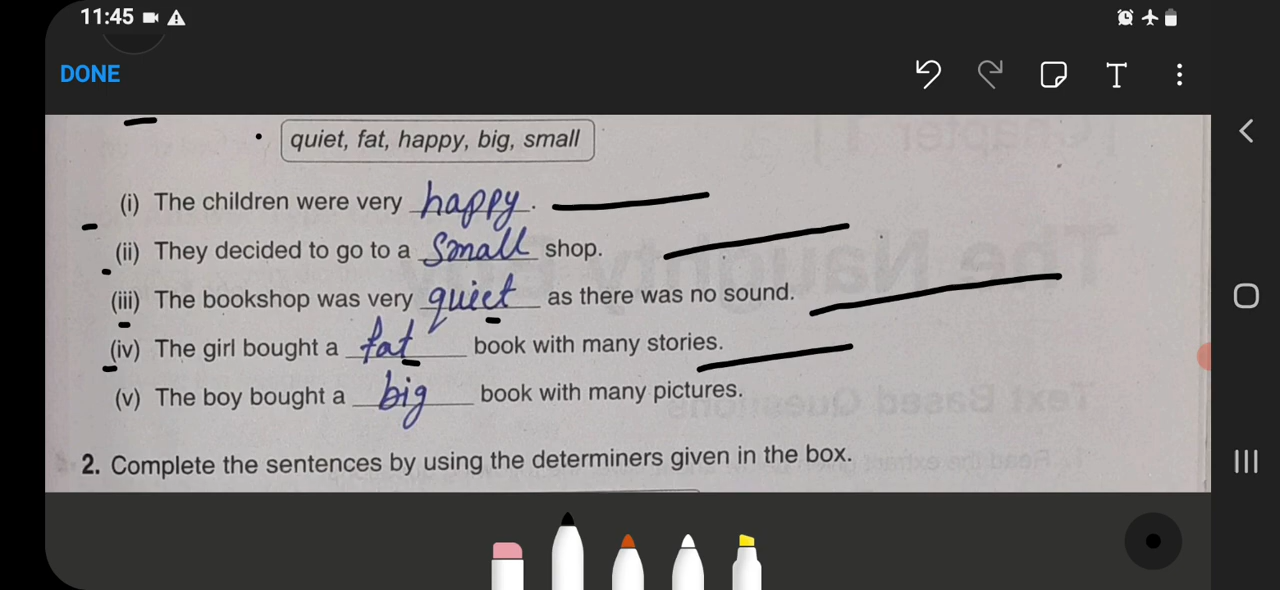 11:45
DONE
T
quiet, fat, happy, big, small
(i) The children were very happy.
(ii) They decided to go to a small shop.
(iii) The bookshop was very quiet as there was no sound.
(iv) The girl bought a fat book with many stories.
(v) The boy bought a big book with many pictures.
2. Complete the sentences by using the determiners given in the box.